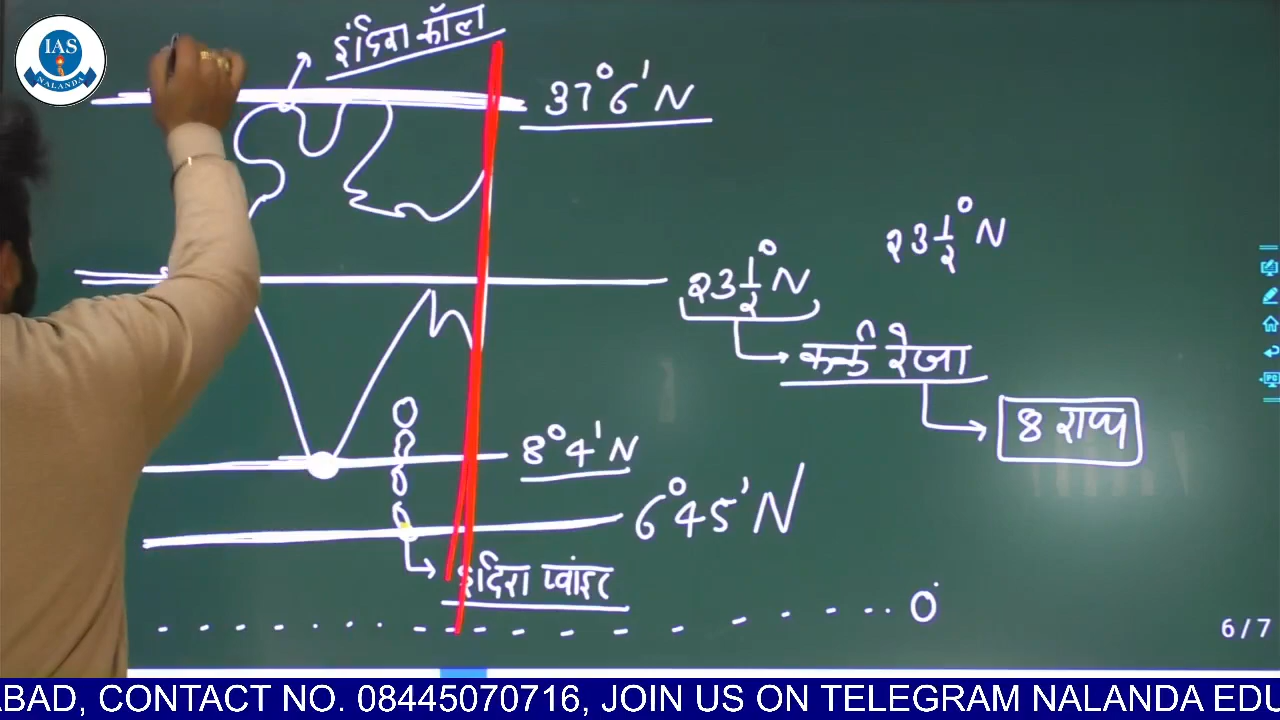 IAS
NALANDA
इंदिरा कॉल
37°6'N
23½°N
23½°N
कर्क रेखा
8 राज्य
8°4'N
6°45'N
इंदिरा प्वांइट
0°
6/7
ABAD, CONTACT NO. 08445070716, JOIN US ON TELEGRAM NALANDA EDU